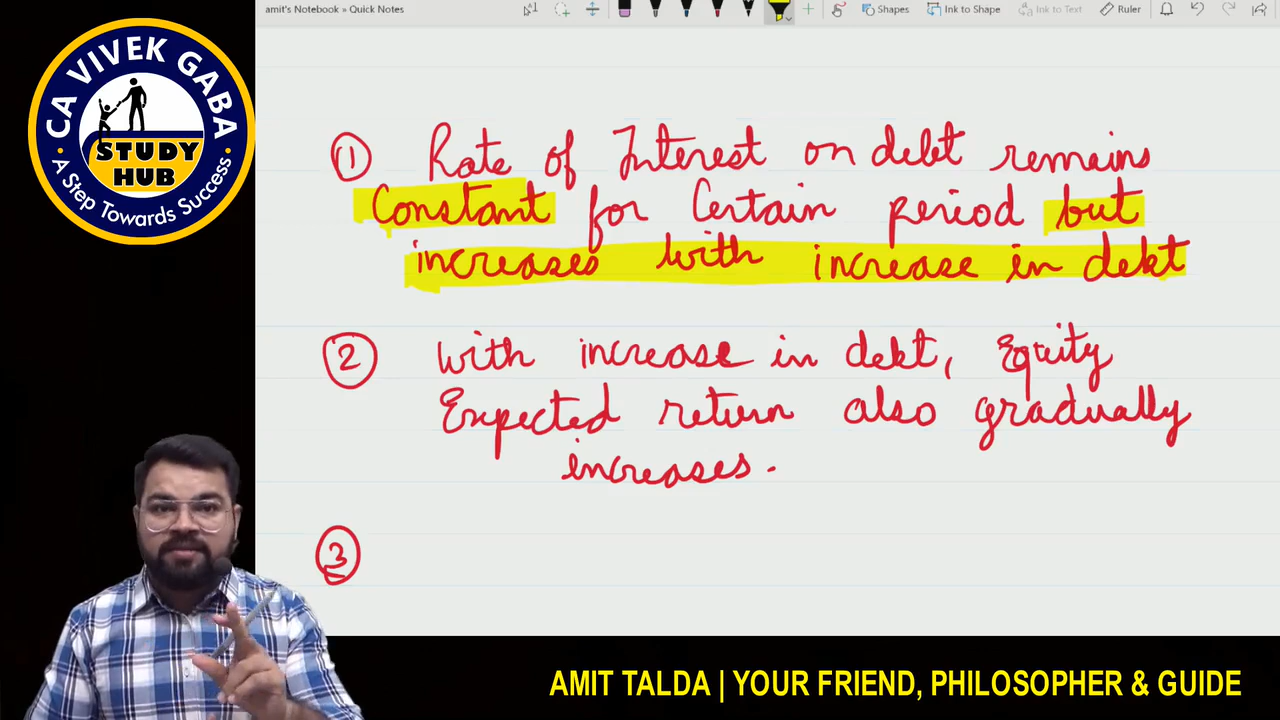 amit's Notebook » Quick Notes
Shapes
Ink to Shape
Ink to Text
Ruler
CA VIVEK GABA
STUDY
HUB
· A Step Towards Success ·
① Rate of Interest on debt remains
Constant for Certain period but
increases with increase in debt
② with increase in debt, Equity
Expected return also gradually
increases.
③
AMIT TALDA | YOUR FRIEND, PHILOSOPHER & GUIDE